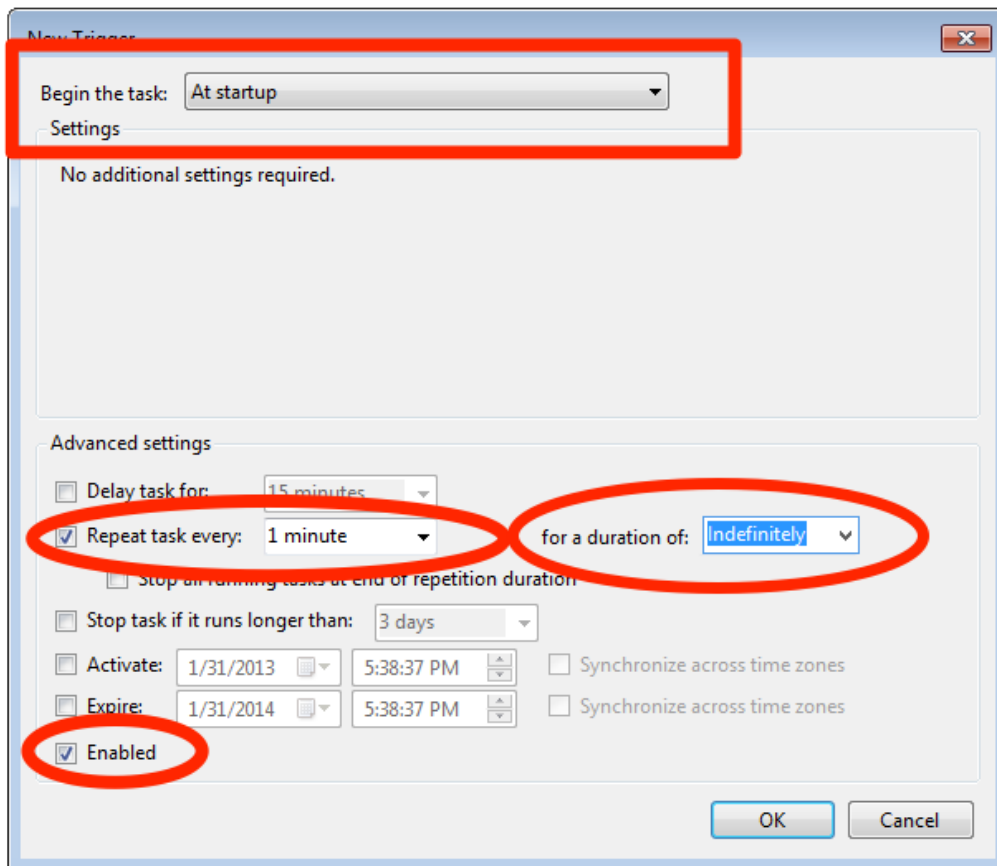 New Trigger
Begin the task: At startup
Settings
No additional settings required.
Advanced settings
Delay task for: 15 minutes
Repeat task every: 1 minute for a duration of: Indefinitely
Stop all running tasks at end of repetition duration
Stop task if it runs longer than: 3 days
Activate: 1/31/2013 5:38:37 PM Synchronize across time zones
Expire: 1/31/2014 5:38:37 PM Synchronize across time zones
Enabled
OK Cancel